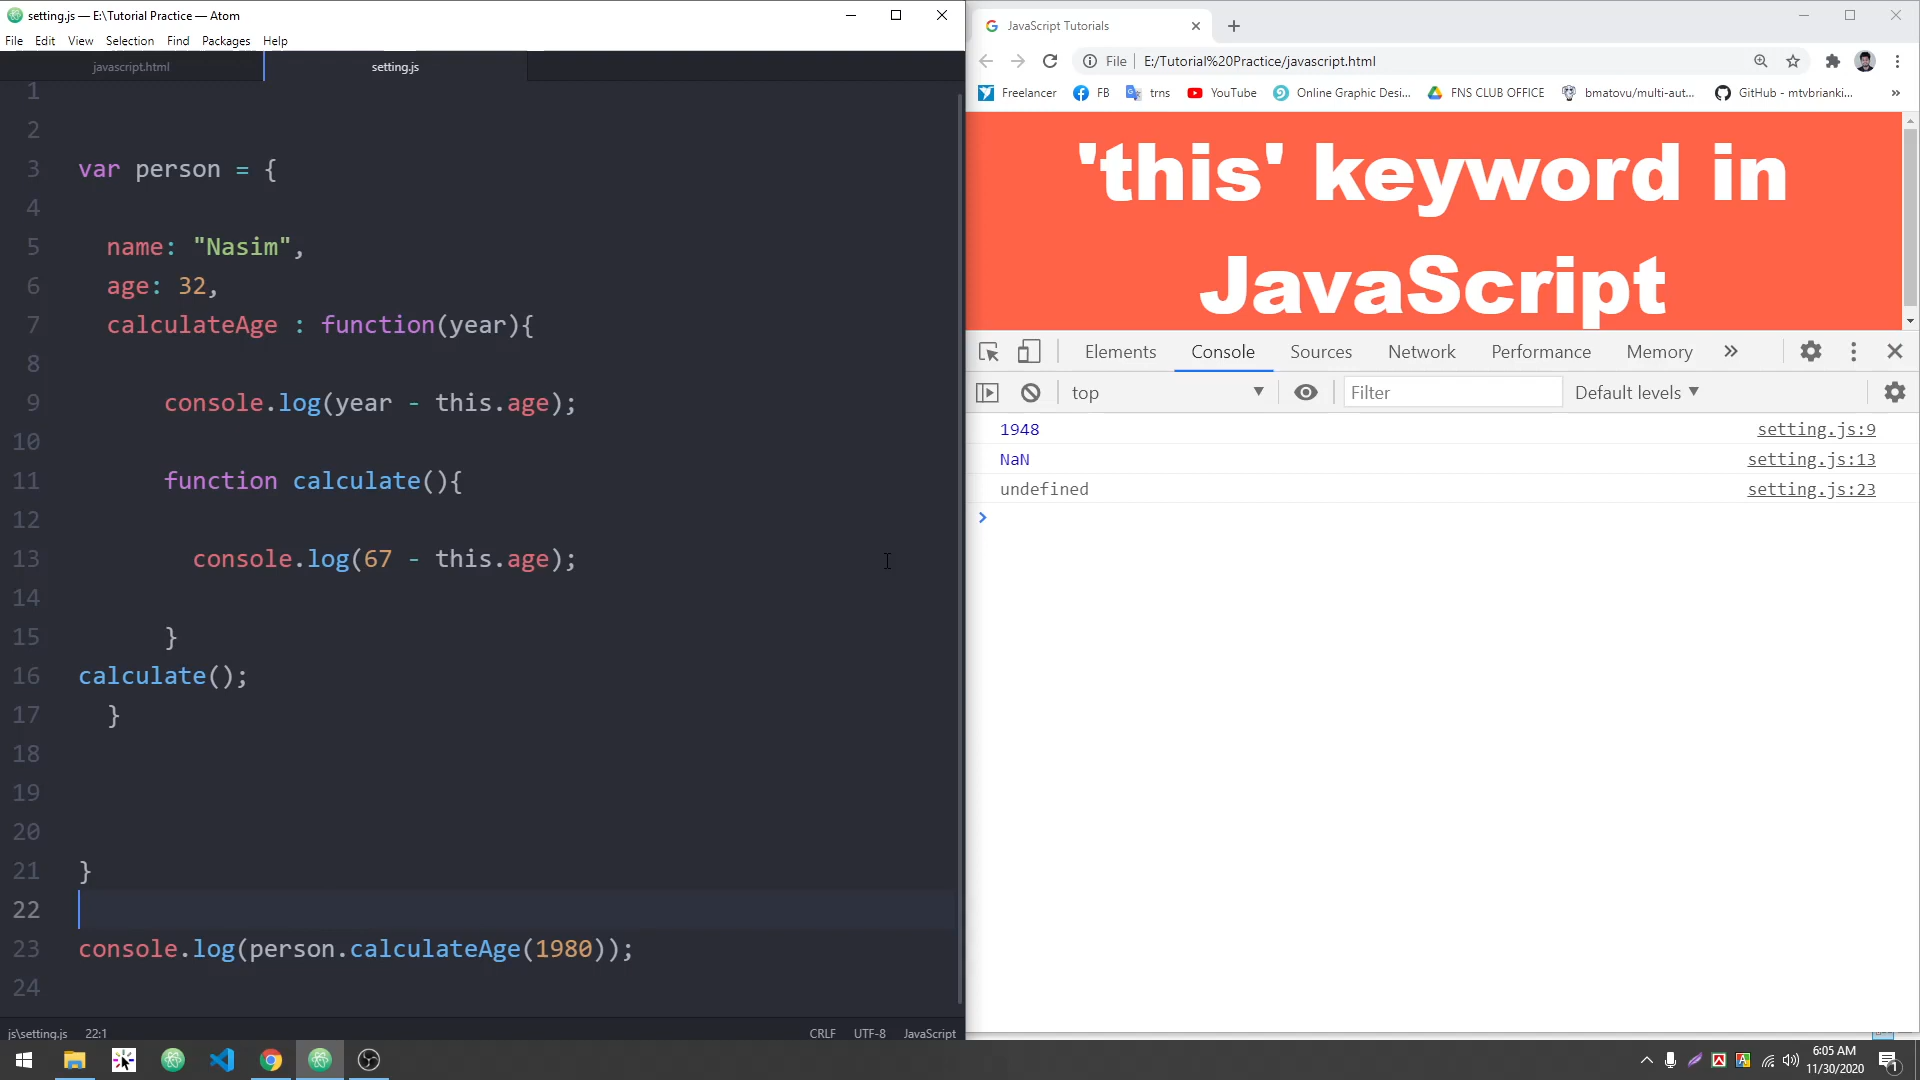 setting.js — E:\Tutorial Practice — Atom
File Edit View Selection Find Packages Help
javascript.html setting.js
1
2
3 var person = {
4
5 name: "Nasim",
6 age: 32,
7 calculateAge : function(year){
8
9 console.log(year - this.age);
10
11 function calculate(){
12
13 console.log(67 - this.age);
14
15 }
16 calculate();
17 }
18
19
20
21 }
22
23 console.log(person.calculateAge(1980));
24
js\setting.js 22:1 CRLF UTF-8 JavaScript
JavaScript Tutorials
File E:/Tutorial%20Practice/javascript.html
Freelancer FB trns YouTube Online Graphic Desi... FNS CLUB OFFICE bmatovu/multi-aut... GitHub - mtvbrianki... »
'this' keyword in
JavaScript
Elements Console Sources Network Performance Memory »
top Filter Default levels
1948 setting.js:9
NaN setting.js:13
undefined setting.js:23
6:05 AM
11/30/2020
1